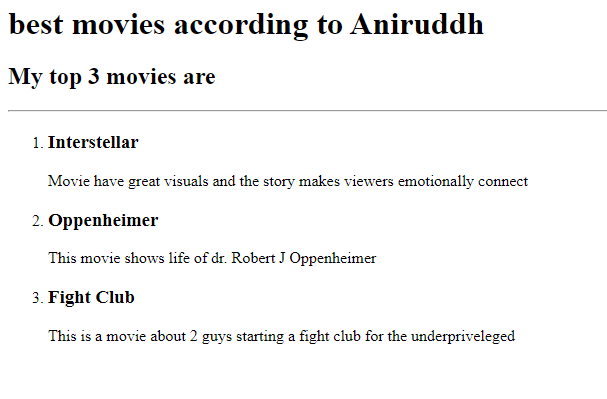 best movies according to Aniruddh
My top 3 movies are
1. Interstellar
Movie have great visuals and the story makes viewers emotionally connect
2. Oppenheimer
This movie shows life of dr. Robert J Oppenheimer
3. Fight Club
This is a movie about 2 guys starting a fight club for the underpriveleged